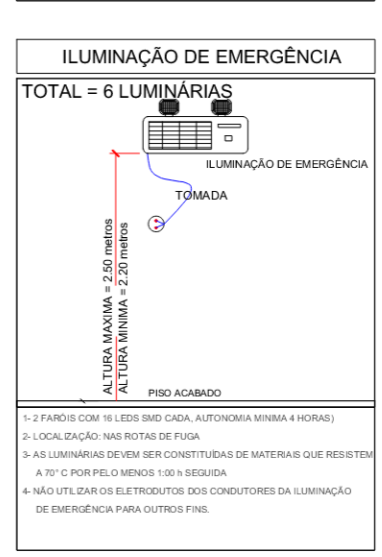 ILUMINAÇÃO DE EMERGÊNCIA
TOTAL = 6 LUMINÁRIAS
ILUMINAÇÃO DE EMERGÊNCIA
TOMADA
ALTURA MAXIMA = 2.50 metros
ALTURA MINIMA = 2.20 metros
PISO ACABADO
1- 2 FARÓIS COM 16 LEDS SMD CADA, AUTONOMIA MINIMA 4 HORAS)
2- LOCALIZAÇÃO: NAS ROTAS DE FUGA
3- AS LUMINÁRIAS DEVEM SER CONSTITUÍDAS DE MATERIAIS QUE RESISTEM
A 70° C POR PELO MENOS 1:00 h SEGUIDA
4- NÃO UTILIZAR OS ELETRODUTOS DOS CONDUTORES DA ILUMINAÇÃO
DE EMERGÊNCIA PARA OUTROS FINS.